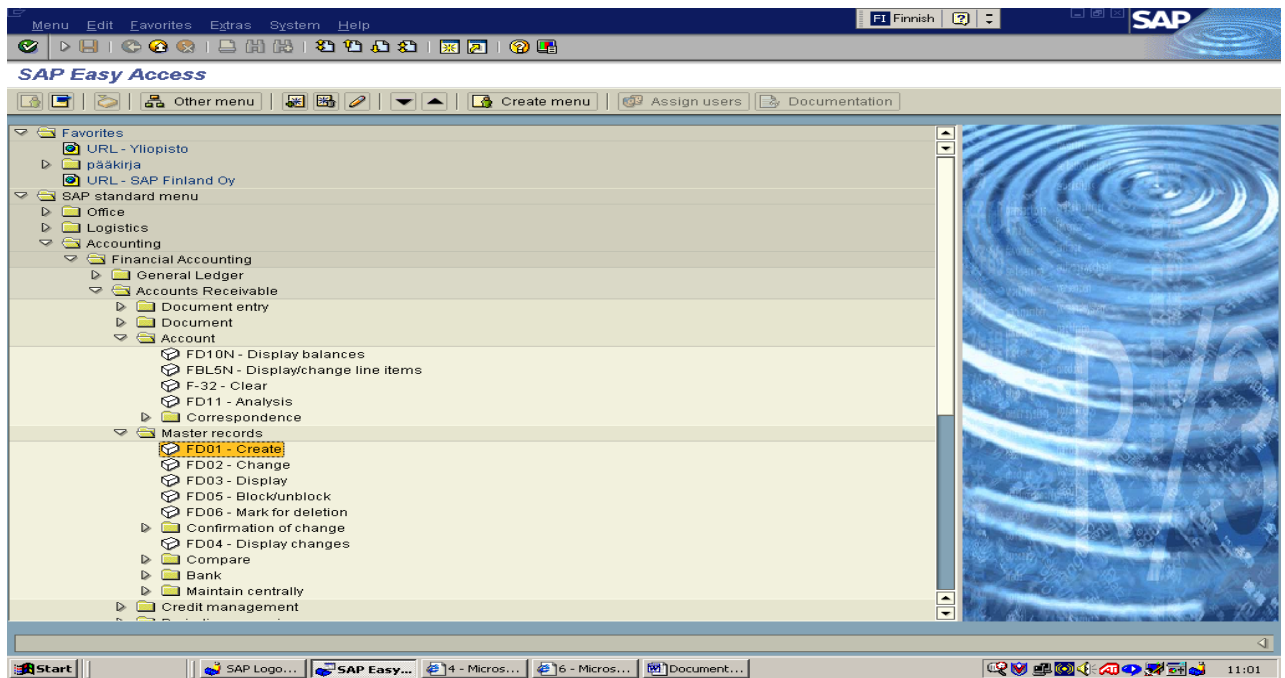 Menu Edit Favorites Extras System Help
FI Finnish
SAP
SAP Easy Access
Other menu
Create menu
Assign users
Documentation
Favorites
URL - Yliopisto
pääkirja
URL - SAP Finland Oy
SAP standard menu
Office
Logistics
Accounting
Financial Accounting
General Ledger
Accounts Receivable
Document entry
Document
Account
FD10N - Display balances
FBL5N - Display/change line items
F-32 - Clear
FD11 - Analysis
Correspondence
Master records
FD01 - Create
FD02 - Change
FD03 - Display
FD05 - Block/unblock
FD06 - Mark for deletion
Confirmation of change
FD04 - Display changes
Compare
Bank
Maintain centrally
Credit management
R/3
Start
SAP Logo...
SAP Easy...
4 - Micros...
6 - Micros...
Document...
11:01